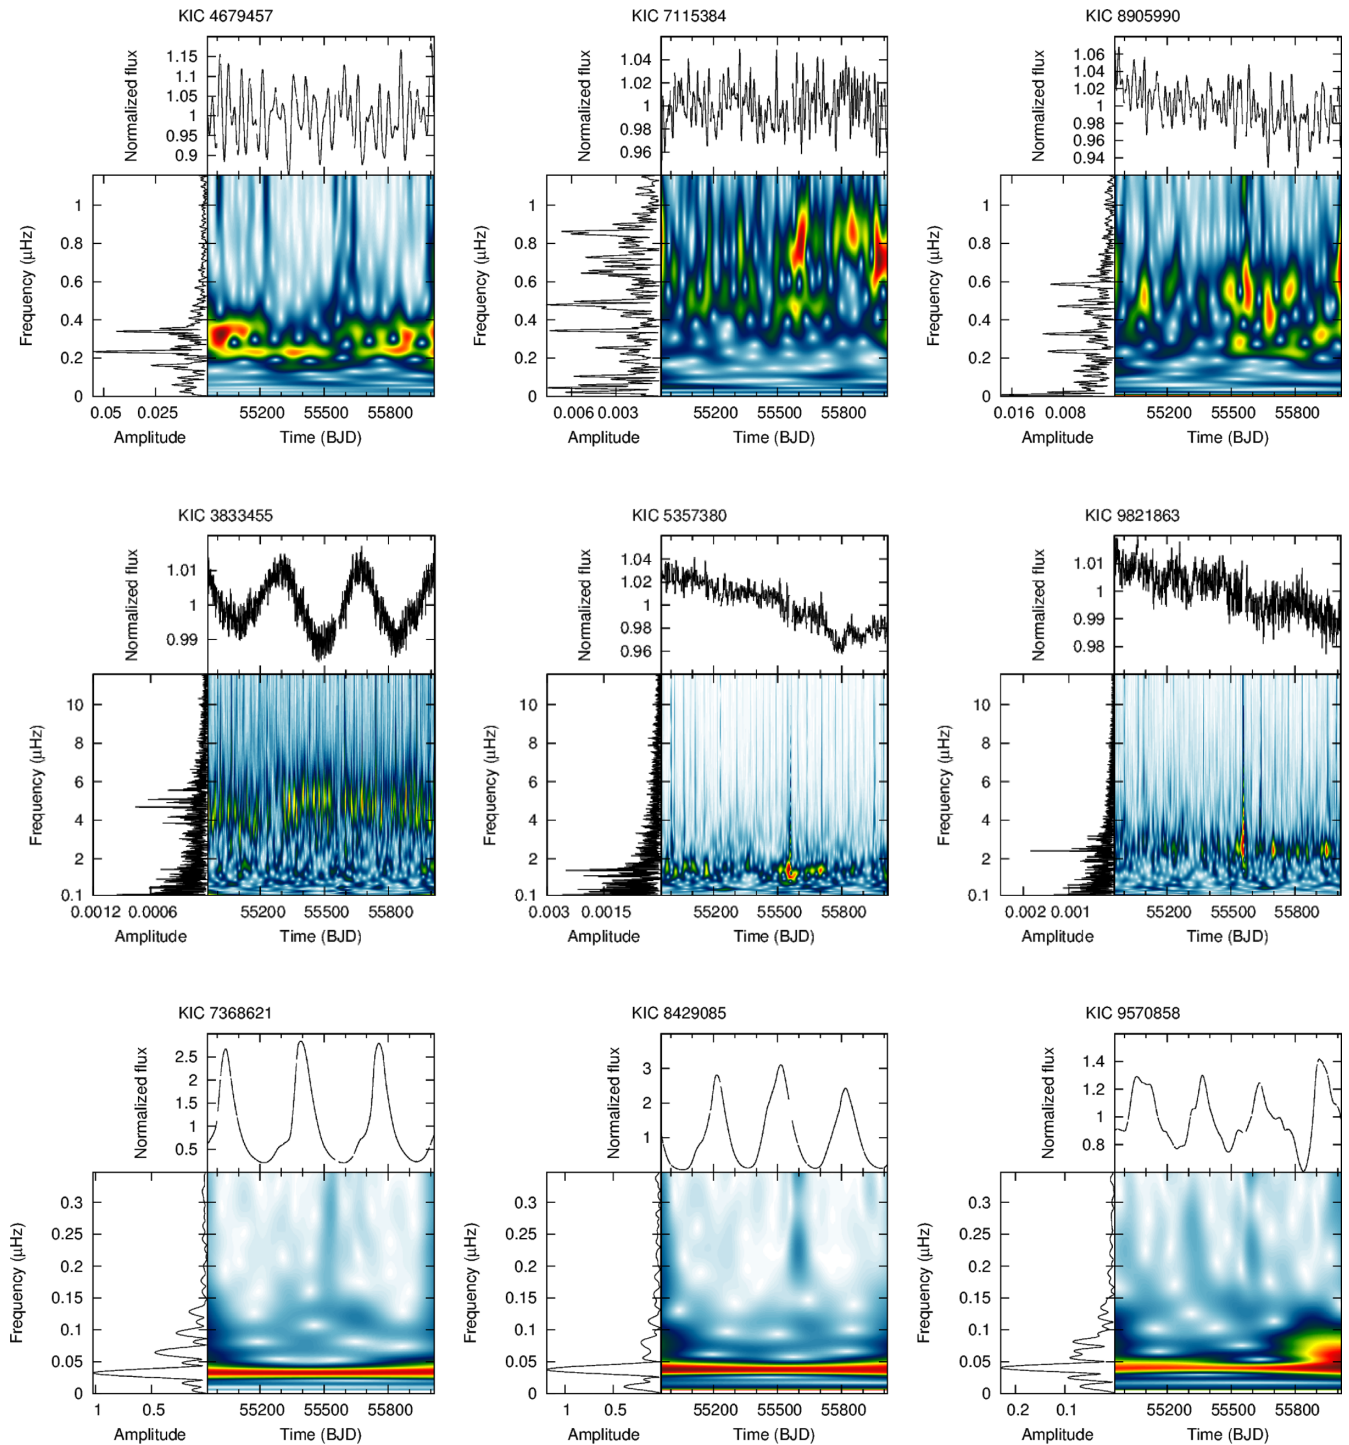 KIC 4679457
Normalized flux
1.15
1.1
1.05
1
0.95
0.9
Frequency (μHz)
1
0.8
0.6
0.4
0.2
0
0.05 0.025
55200 55500 55800
Amplitude
Time (BJD)
KIC 7115384
Normalized flux
1.04
1.02
1
0.98
0.96
Frequency (μHz)
1
0.8
0.6
0.4
0.2
0
0.006 0.003
55200 55500 55800
Amplitude
Time (BJD)
KIC 8905990
Normalized flux
1.06
1.04
1.02
1
0.98
0.96
0.94
Frequency (μHz)
1
0.8
0.6
0.4
0.2
0
0.016 0.008
55200 55500 55800
Amplitude
Time (BJD)
KIC 3833455
Normalized flux
1.01
1
0.99
Frequency (μHz)
10
8
6
4
2
0.1
0.0012 0.0006
55200 55500 55800
Amplitude
Time (BJD)
KIC 5357380
Normalized flux
1.04
1.02
1
0.98
0.96
Frequency (μHz)
10
8
6
4
2
0.1
0.003 0.0015
55200 55500 55800
Amplitude
Time (BJD)
KIC 9821863
Normalized flux
1.01
1
0.99
0.98
Frequency (μHz)
10
8
6
4
2
0.1
0.002 0.001
55200 55500 55800
Amplitude
Time (BJD)
KIC 7368621
Normalized flux
2.5
2
1.5
1
0.5
Frequency (μHz)
0.3
0.25
0.2
0.15
0.1
0.05
0
1 0.5
55200 55500 55800
Amplitude
Time (BJD)
KIC 8429085
Normalized flux
3
2
1
Frequency (μHz)
0.3
0.25
0.2
0.15
0.1
0.05
0
1 0.5
55200 55500 55800
Amplitude
Time (BJD)
KIC 9570858
Normalized flux
1.4
1.2
1
0.8
Frequency (μHz)
0.3
0.25
0.2
0.15
0.1
0.05
0
0.2 0.1
55200 55500 55800
Amplitude
Time (BJD)